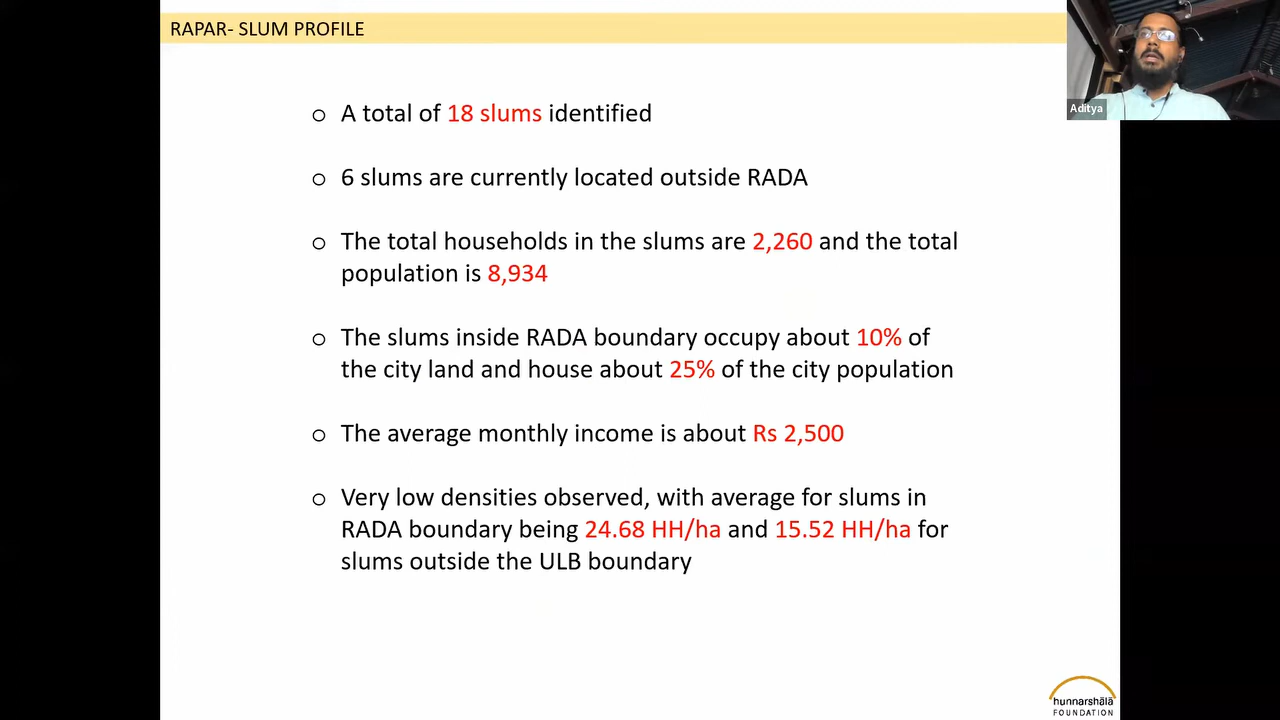 RAPAR- SLUM PROFILE
Aditya
o A total of 18 slums identified
o 6 slums are currently located outside RADA
o The total households in the slums are 2,260 and the total
population is 8,934
o The slums inside RADA boundary occupy about 10% of
the city land and house about 25% of the city population
o The average monthly income is about Rs 2,500
o Very low densities observed, with average for slums in
RADA boundary being 24.68 HH/ha and 15.52 HH/ha for
slums outside the ULB boundary
hunnarshālā
FOUNDATION